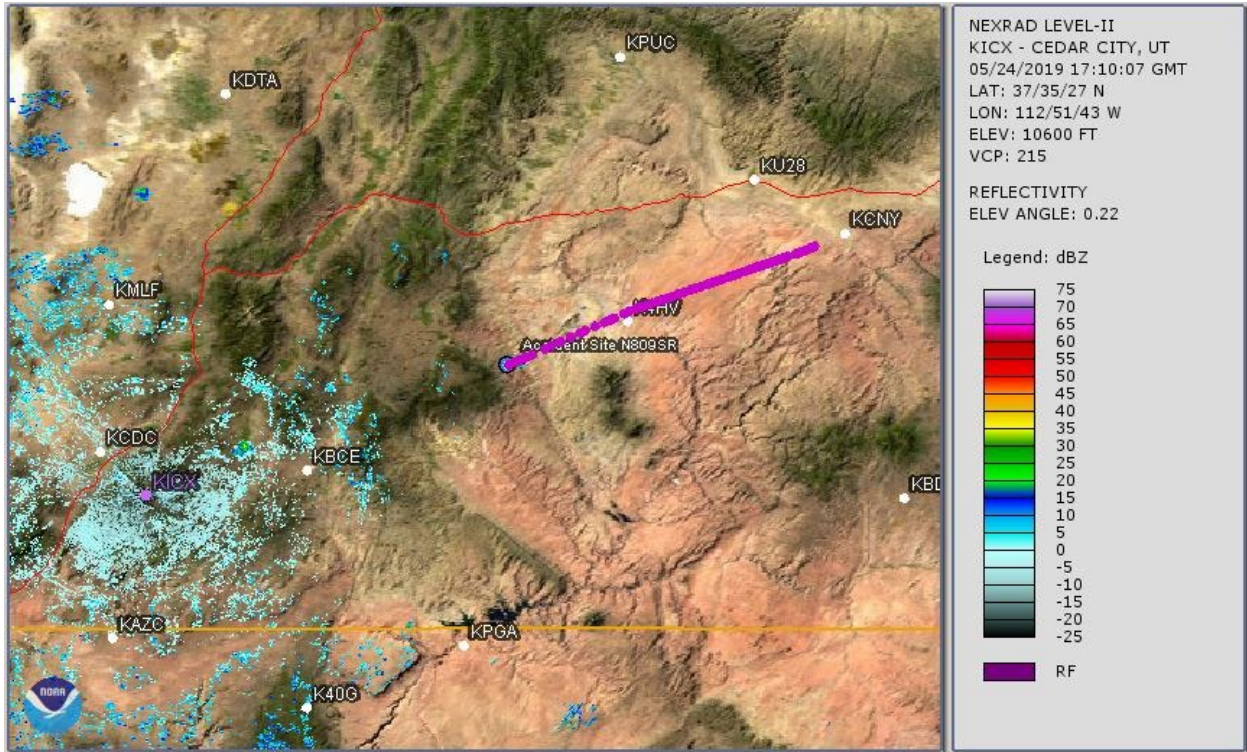 KPUC
KDTA
KU28
KCNY
KMLF
Accident Site N809SR
KCDC
KBCE
KICX
KAZC
KPGA
K40G
NOAA
NEXRAD LEVEL-II
KICX - CEDAR CITY, UT
05/24/2019 17:10:07 GMT
LAT: 37/35/27 N
LON: 112/51/43 W
ELEV: 10600 FT
VCP: 215
REFLECTIVITY
ELEV ANGLE: 0.22
Legend: dBZ
75
70
65
60
55
50
45
40
35
30
25
20
15
10
5
0
-5
-10
-15
-20
-25
RF